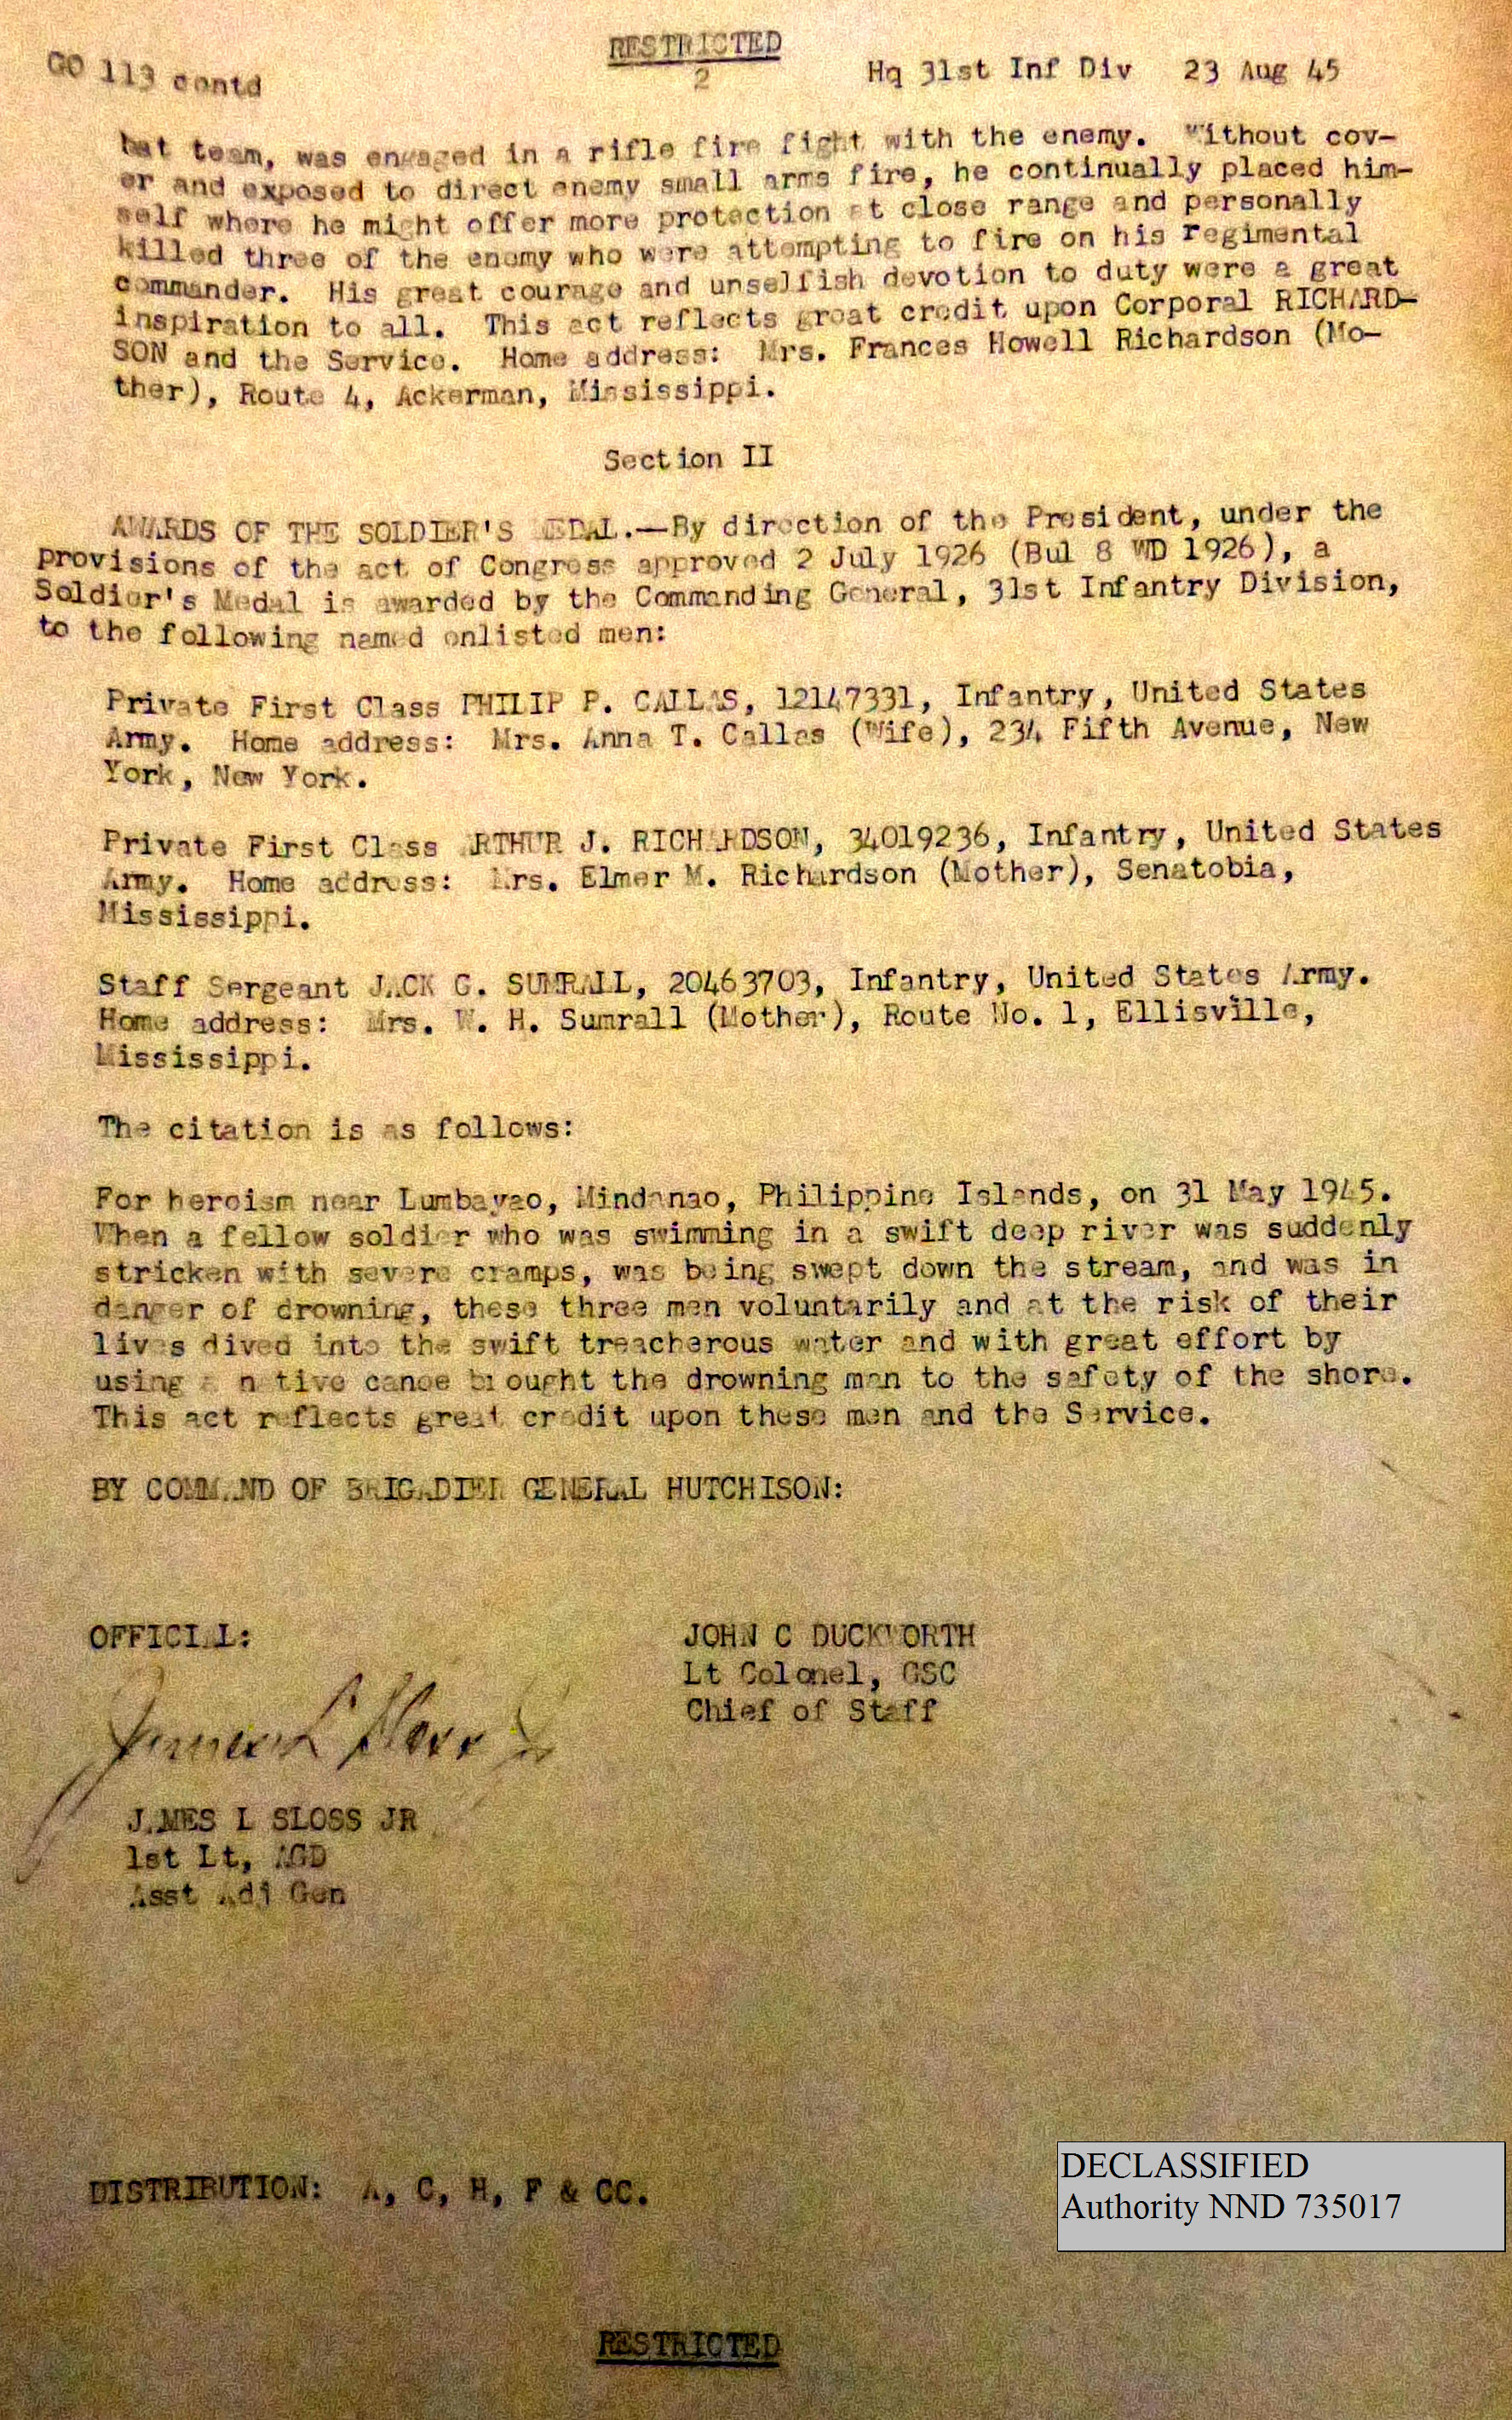 RESTRICTED
GO 113 contd
2
Hq 31st Inf Div 23 Aug 45
bat team, was engaged in a rifle fire fight with the enemy. Without cov-
er and exposed to direct enemy small arms fire, he continually placed him-
self where he might offer more protection at close range and personally
killed three of the enemy who were attempting to fire on his regimental
commander. His great courage and unselfish devotion to duty were a great
inspiration to all. This act reflects great credit upon Corporal RICHARD-
SON and the Service. Home address: Mrs. Frances Howell Richardson (Mo-
ther), Route 4, Ackerman, Mississippi.
Section II
AWARDS OF THE SOLDIER'S MEDAL.—By direction of the President, under the
provisions of the act of Congress approved 2 July 1926 (Bul 8 WD 1926), a
Soldier's Medal is awarded by the Commanding General, 31st Infantry Division,
to the following named enlisted men:
Private First Class PHILIP P. CALLAS, 12147331, Infantry, United States
Army. Home address: Mrs. Anna T. Callas (Wife), 234 Fifth Avenue, New
York, New York.
Private First Class ARTHUR J. RICHARDSON, 34019236, Infantry, United States
Army. Home address: Mrs. Elmer M. Richardson (Mother), Senatobia,
Mississippi.
Staff Sergeant JACK G. SUMRALL, 20463703, Infantry, United States Army.
Home address: Mrs. W. H. Sumrall (Mother), Route No. 1, Ellisville,
Mississippi.
The citation is as follows:
For heroism near Lumbayao, Mindanao, Philippine Islands, on 31 May 1945.
When a fellow soldier who was swimming in a swift deep river was suddenly
stricken with severe cramps, was being swept down the stream, and was in
danger of drowning, these three men voluntarily and at the risk of their
lives dived into the swift treacherous water and with great effort by
using a native canoe brought the drowning man to the safety of the shore.
This act reflects great credit upon these men and the Service.
BY COMMAND OF BRIGADIER GENERAL HUTCHISON:
OFFICIAL:
JOHN C DUCKWORTH
Lt Colonel, GSC
Chief of Staff
James L Sloss Jr
JAMES L SLOSS JR
1st Lt, AGD
Asst Adj Gen
DISTRIBUTION: A, C, H, F & CC.
DECLASSIFIED
Authority NND 735017
RESTRICTED